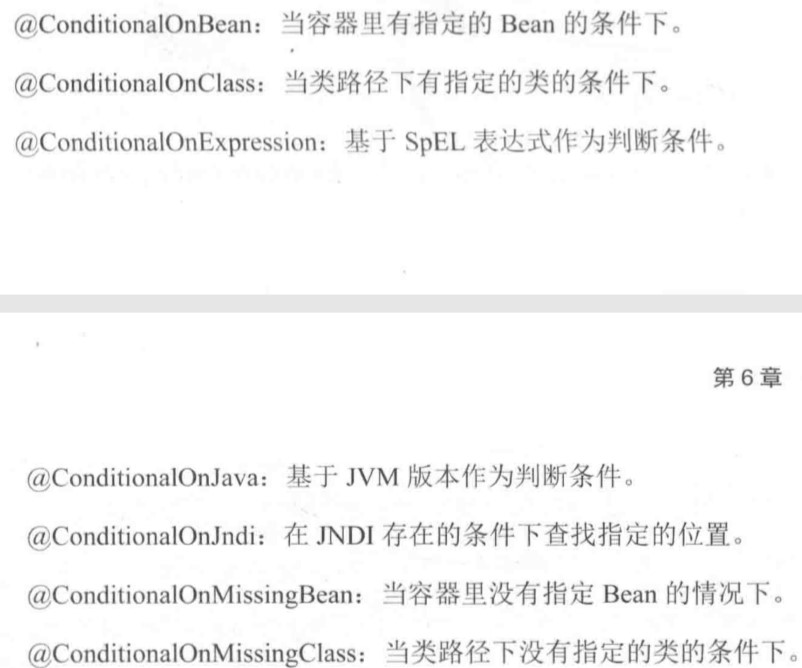 @ConditionalOnBean：当容器里有指定的 Bean 的条件下。
@ConditionalOnClass：当类路径下有指定的类的条件下。
@ConditionalOnExpression：基于 SpEL 表达式作为判断条件。
第 6 章
@ConditionalOnJava：基于 JVM 版本作为判断条件。
@ConditionalOnJndi：在 JNDI 存在的条件下查找指定的位置。
@ConditionalOnMissingBean：当容器里没有指定 Bean 的情况下。
@ConditionalOnMissingClass：当类路径下没有指定的类的条件下。